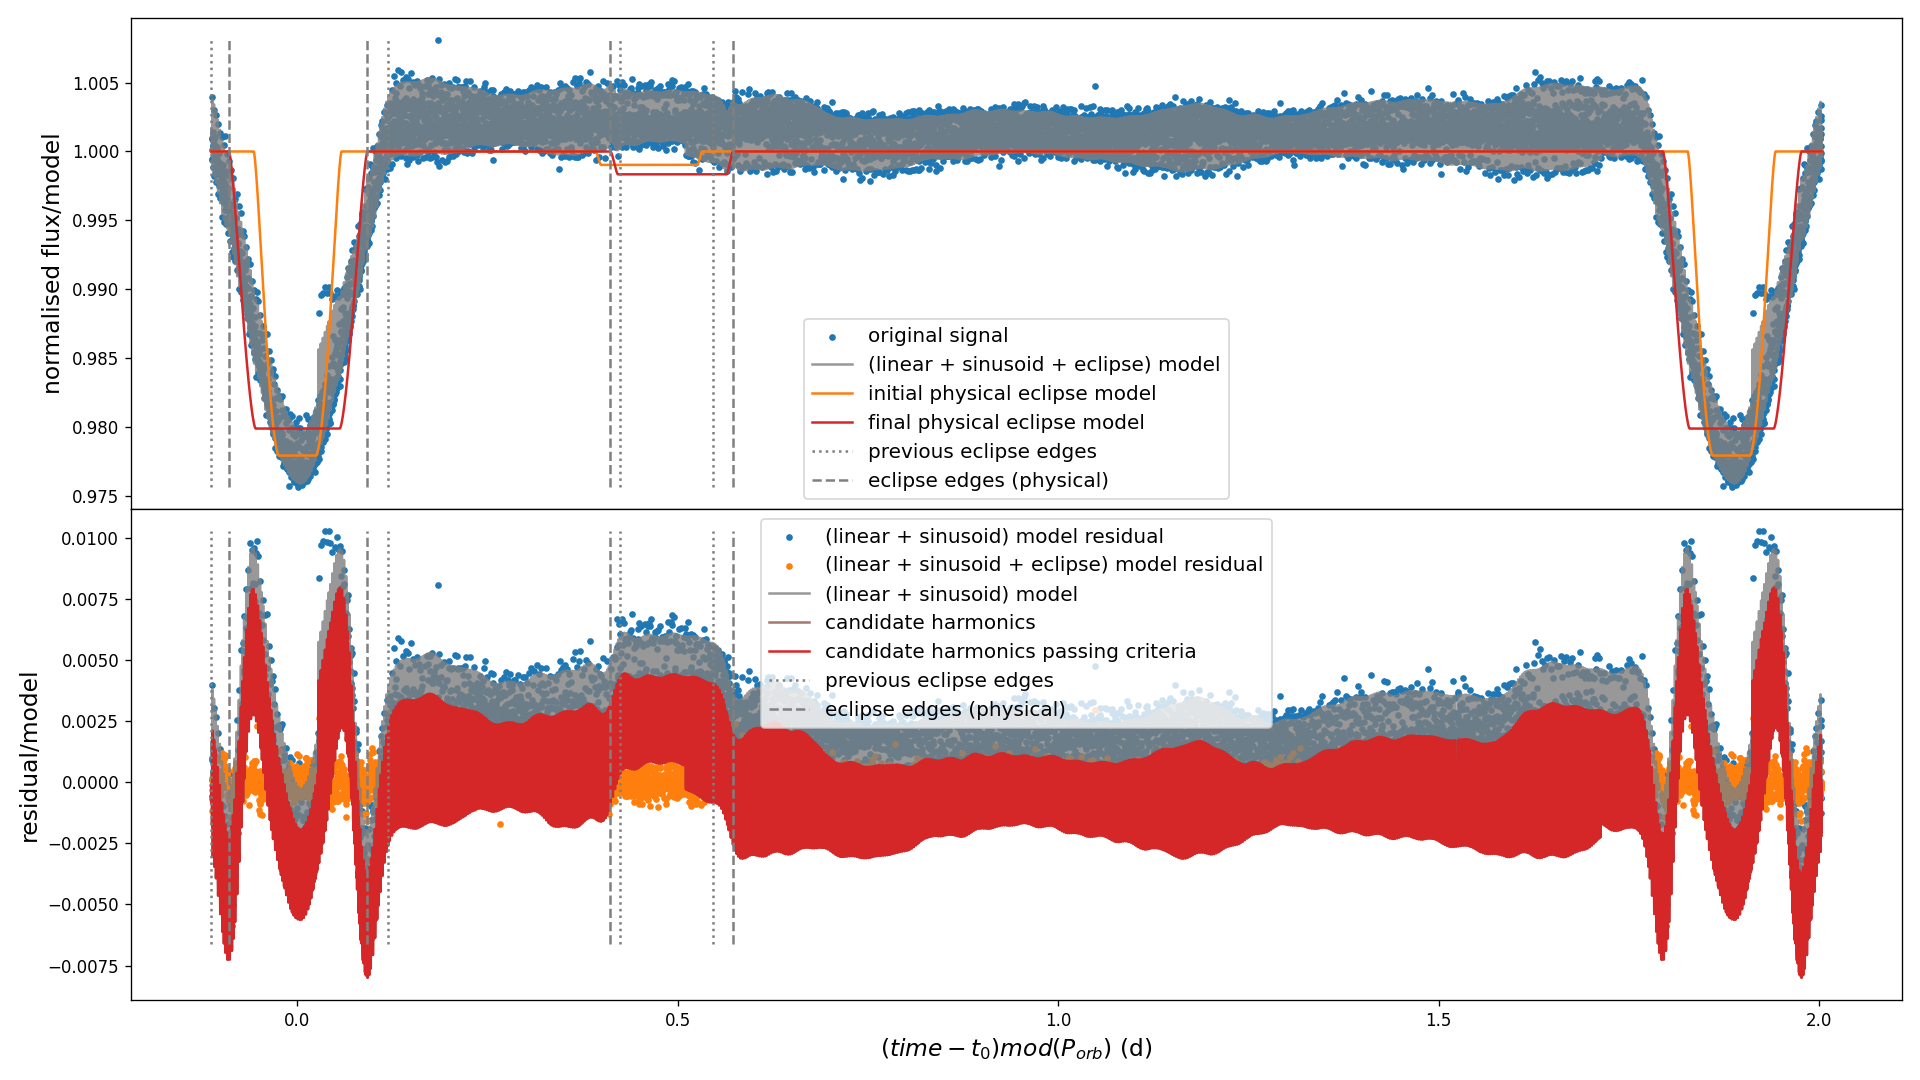 normalised flux/model
1.005
1.000
0.995
0.990
0.985
0.980
0.975
original signal
(linear + sinusoid + eclipse) model
initial physical eclipse model
final physical eclipse model
previous eclipse edges
eclipse edges (physical)
residual/model
0.0100
0.0075
0.0050
0.0025
0.0000
−0.0025
−0.0050
−0.0075
(linear + sinusoid) model residual
(linear + sinusoid + eclipse) model residual
(linear + sinusoid) model
candidate harmonics
candidate harmonics passing criteria
previous eclipse edges
eclipse edges (physical)
0.0 0.5 1.0 1.5 2.0
(time − t₀)mod(Pₒᵣb) (d)